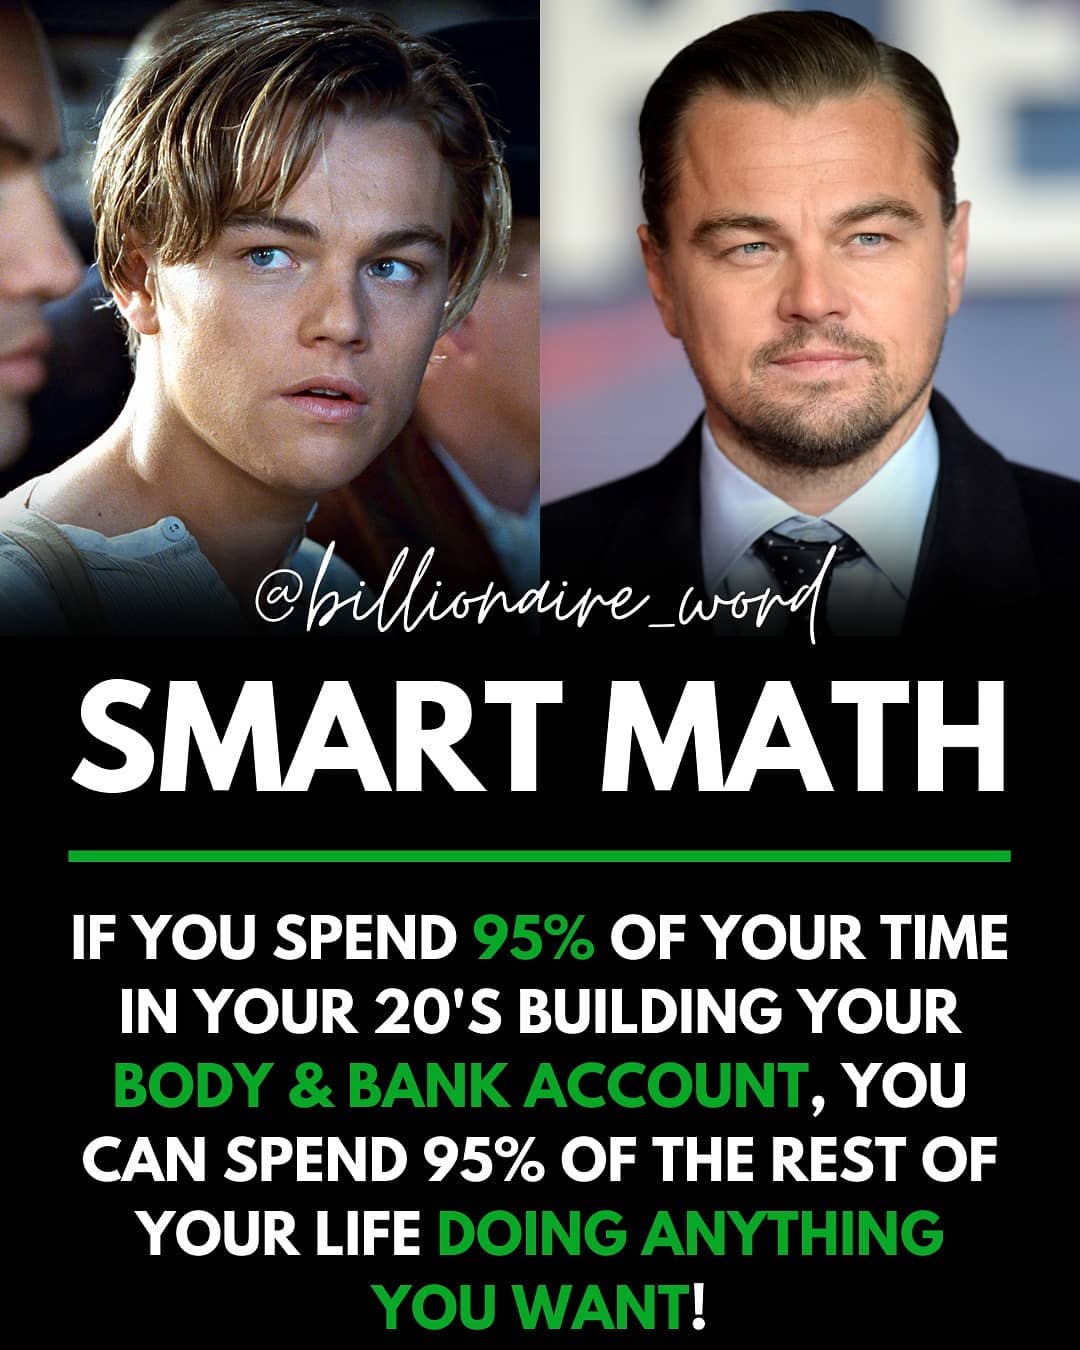 @billionaire_word
SMART MATH
IF YOU SPEND 95% OF YOUR TIME
IN YOUR 20'S BUILDING YOUR
BODY & BANK ACCOUNT, YOU
CAN SPEND 95% OF THE REST OF
YOUR LIFE DOING ANYTHING
YOU WANT!